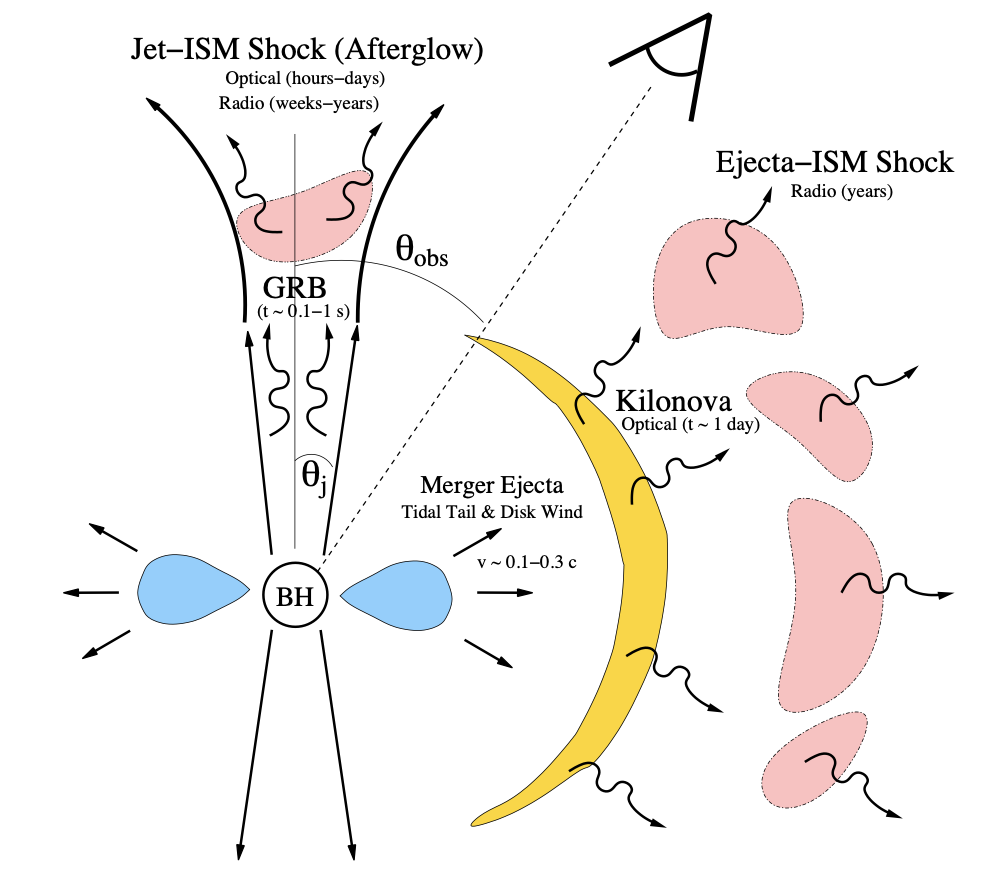 Jet–ISM Shock (Afterglow)
Optical (hours–days)
Radio (weeks–years)
Ejecta–ISM Shock
Radio (years)
θobs
GRB
(t ~ 0.1–1 s)
Kilonova
Optical (t ~ 1 day)
θj
Merger Ejecta
Tidal Tail & Disk Wind
v ~ 0.1–0.3 c
BH